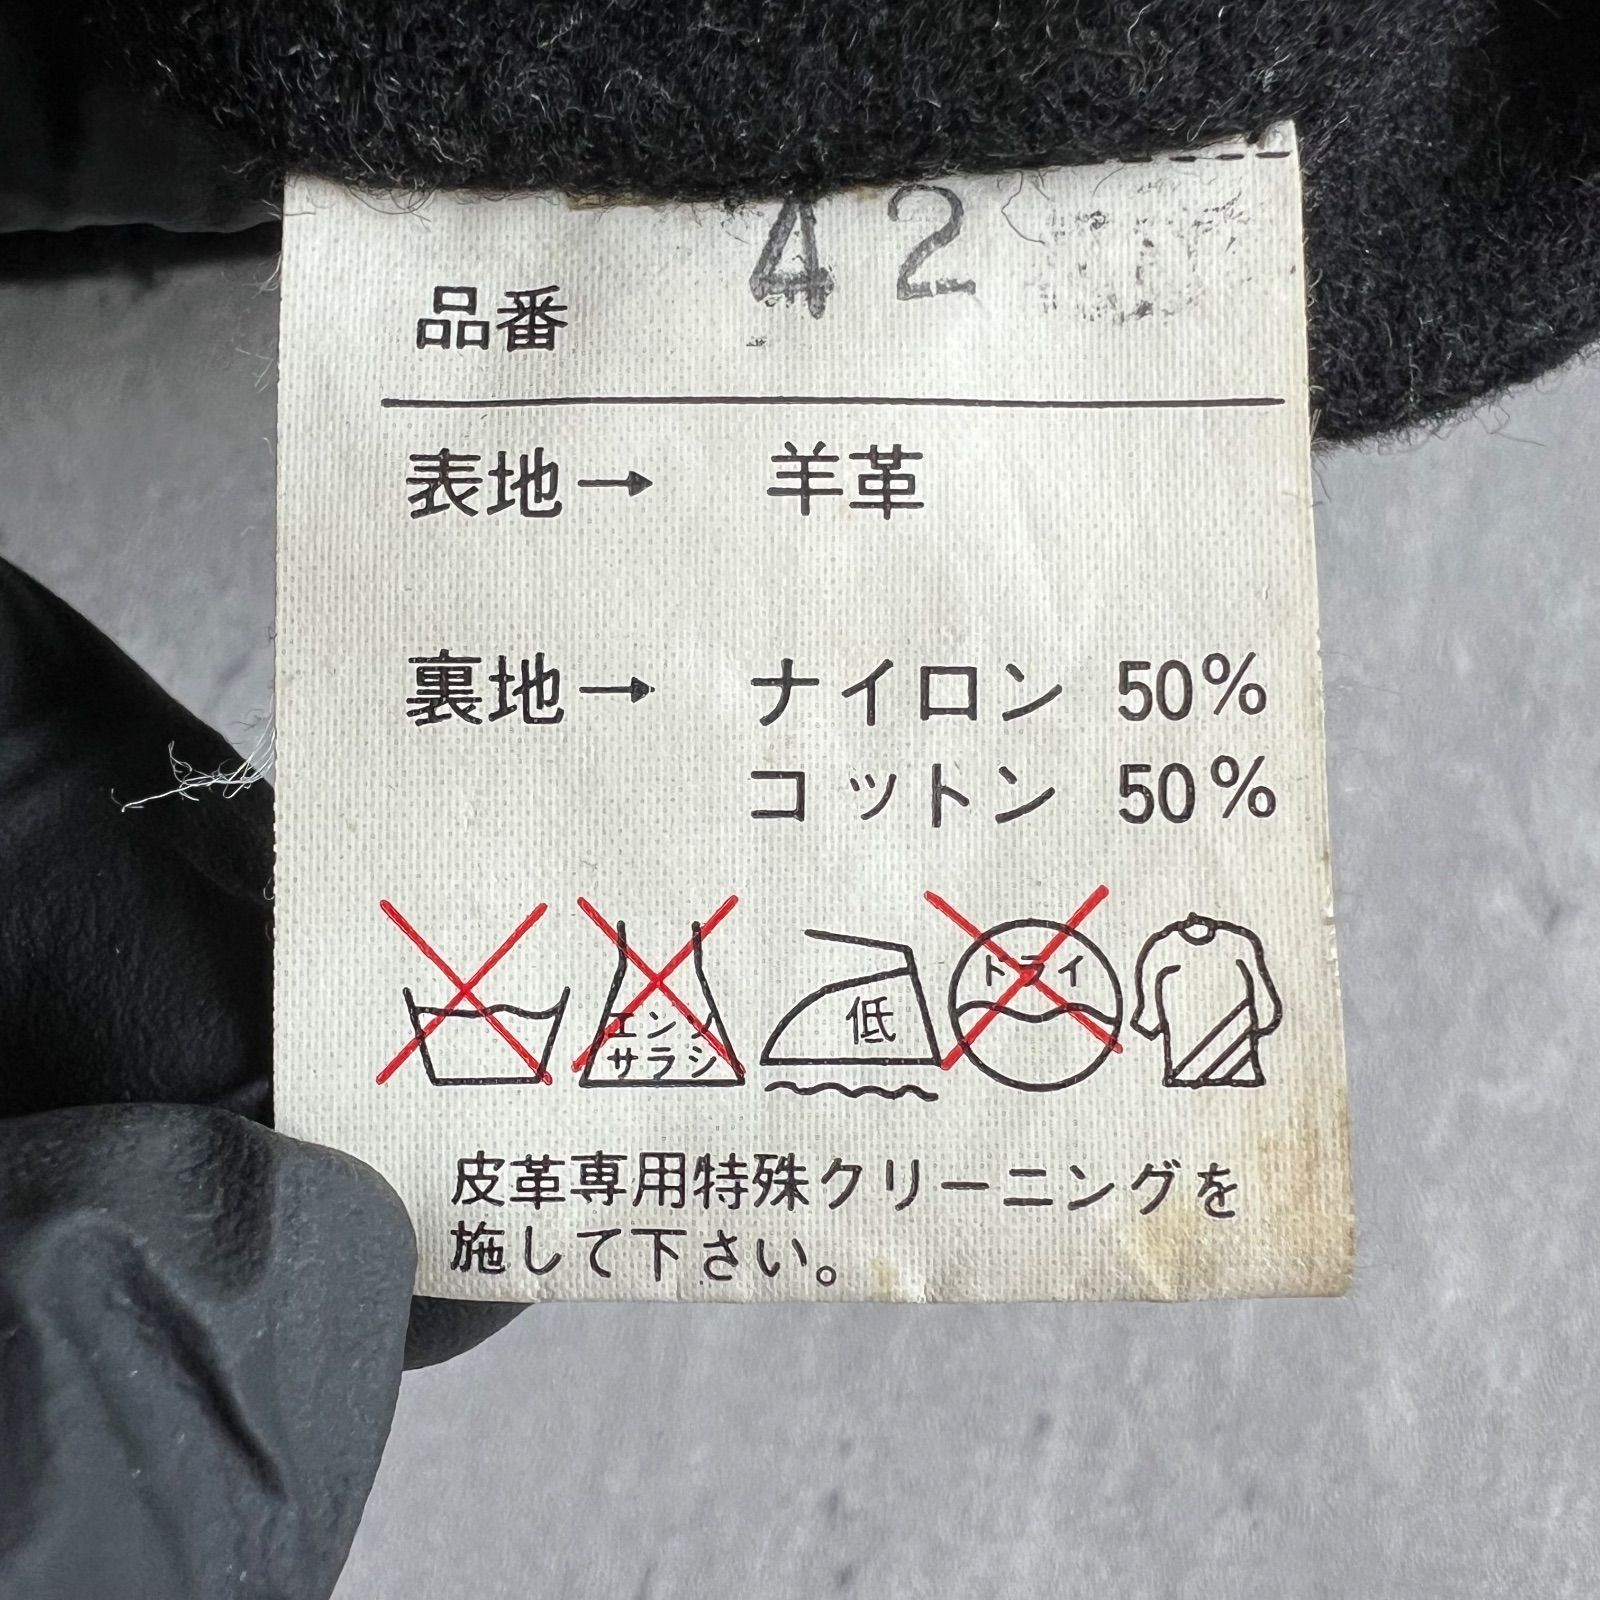 品番 42
表地→ 羊革
裏地→ ナイロン 50%
コットン 50%
エンソ
サラシ
低
ドライ
皮革専用特殊クリーニングを
施して下さい。